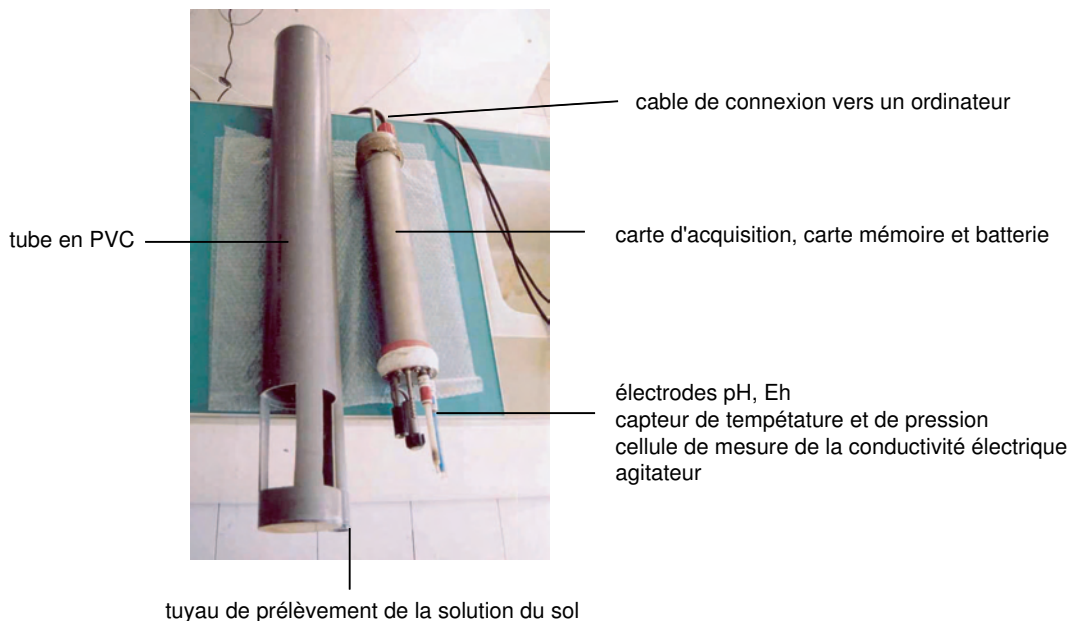 cable de connexion vers un ordinateur
tube en PVC
carte d'acquisition, carte mémoire et batterie
électrodes pH, Eh
capteur de tempétature et de pression
cellule de mesure de la conductivité électrique
agitateur
tuyau de prélèvement de la solution du sol